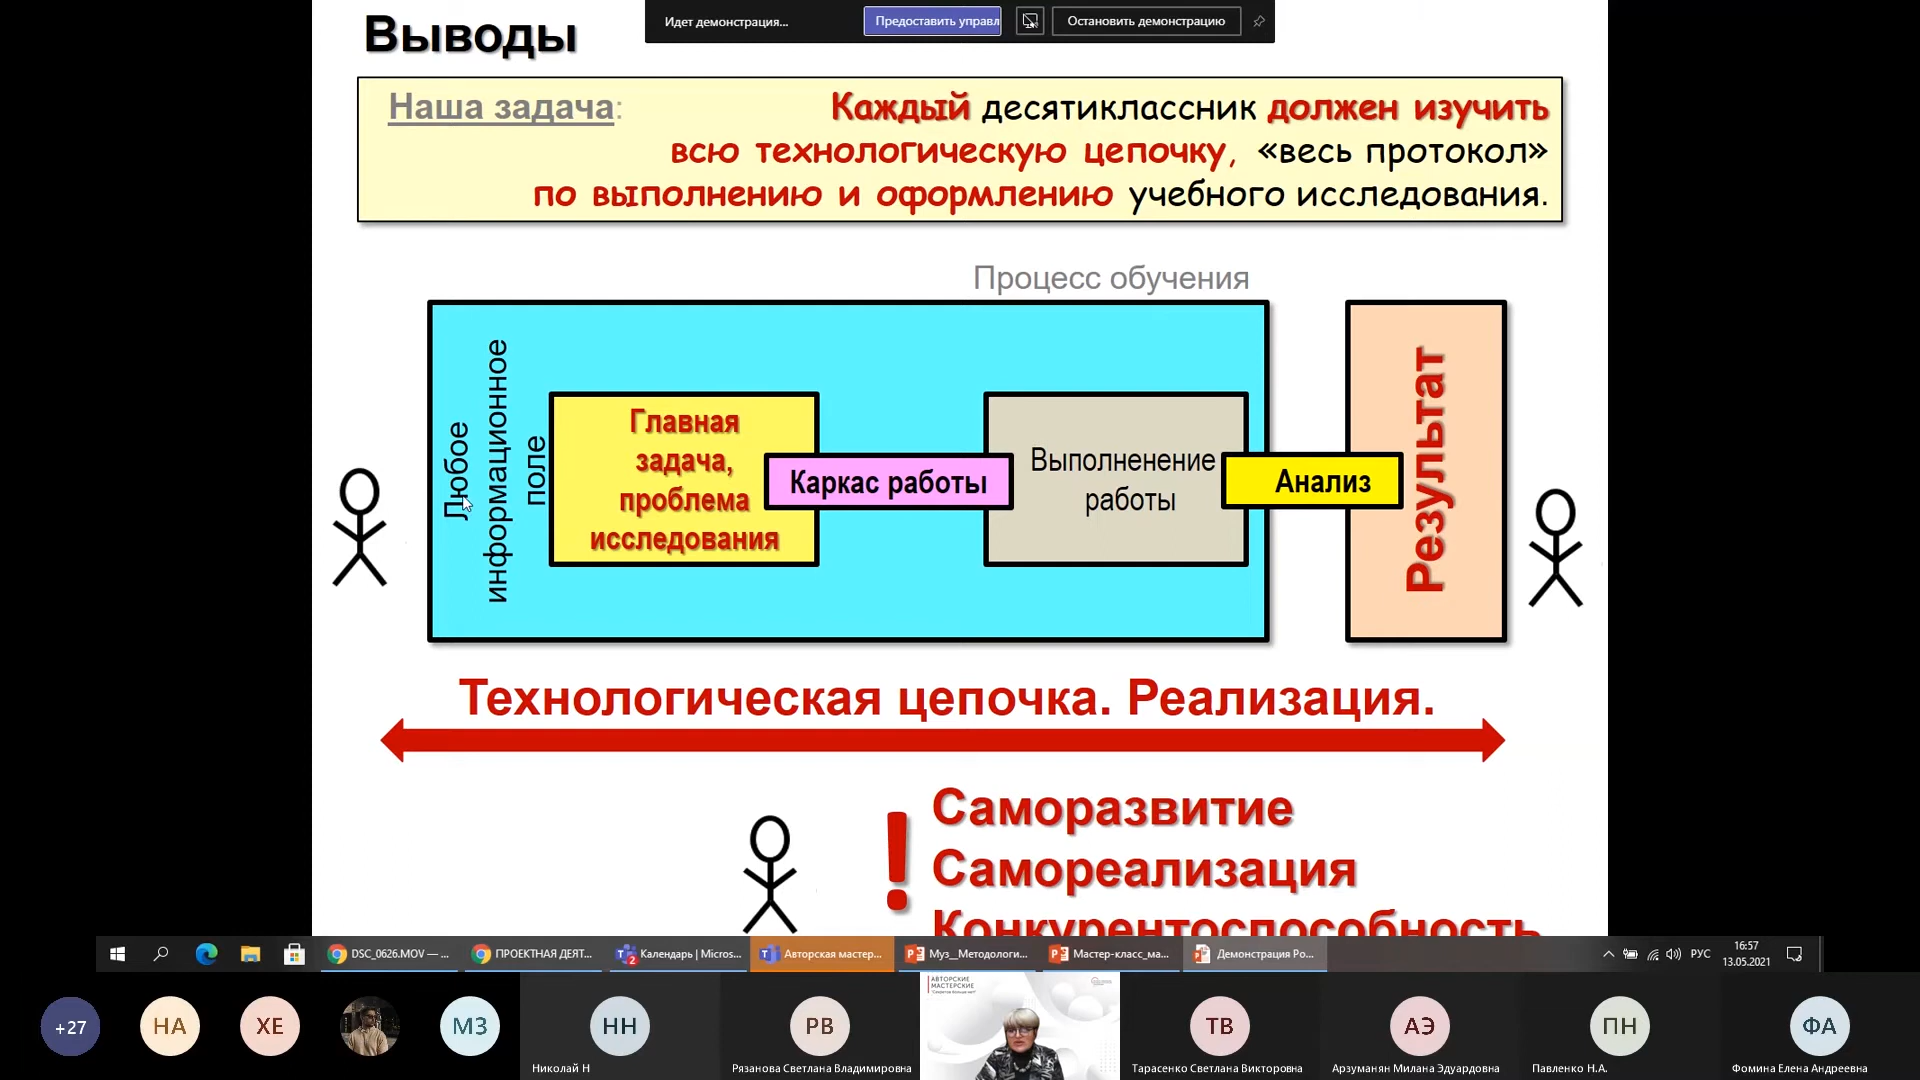 Выводы
Идет демонстрация...
Предоставить управл
Остановить демонстрацию
Наша задача: Каждый десятиклассник должен изучить
всю технологическую цепочку, «весь протокол»
по выполнению и оформлению учебного исследования.
Процесс обучения
Любое
информационное
поле
Главная
задача,
проблема
исследования
Каркас работы
Выполненение
работы
Анализ
Результат
Технологическая цепочка. Реализация.
!
Саморазвитие
Самореализация
Конкурентоспособность
DSC_0626.MOV — ...
ПРОЕКТНАЯ ДЕЯТ...
2
Календарь | Micros...
Авторская мастер...
Муз__Методологи...
Мастер-класс_ма...
Демонстрация Ро...
РУС
16:57
13.05.2021
АВТОРСКИЕ
МАСТЕРСКИЕ
+27
НА
ХЕ
МЗ
НН
Николай Н
РВ
Рязанова Светлана Владимировна
ТВ
Тарасенко Светлана Викторовна
АЭ
Арзуманян Милана Эдуардовна
ПН
Павленко Н.А.
ФА
Фомина Елена Андреевна